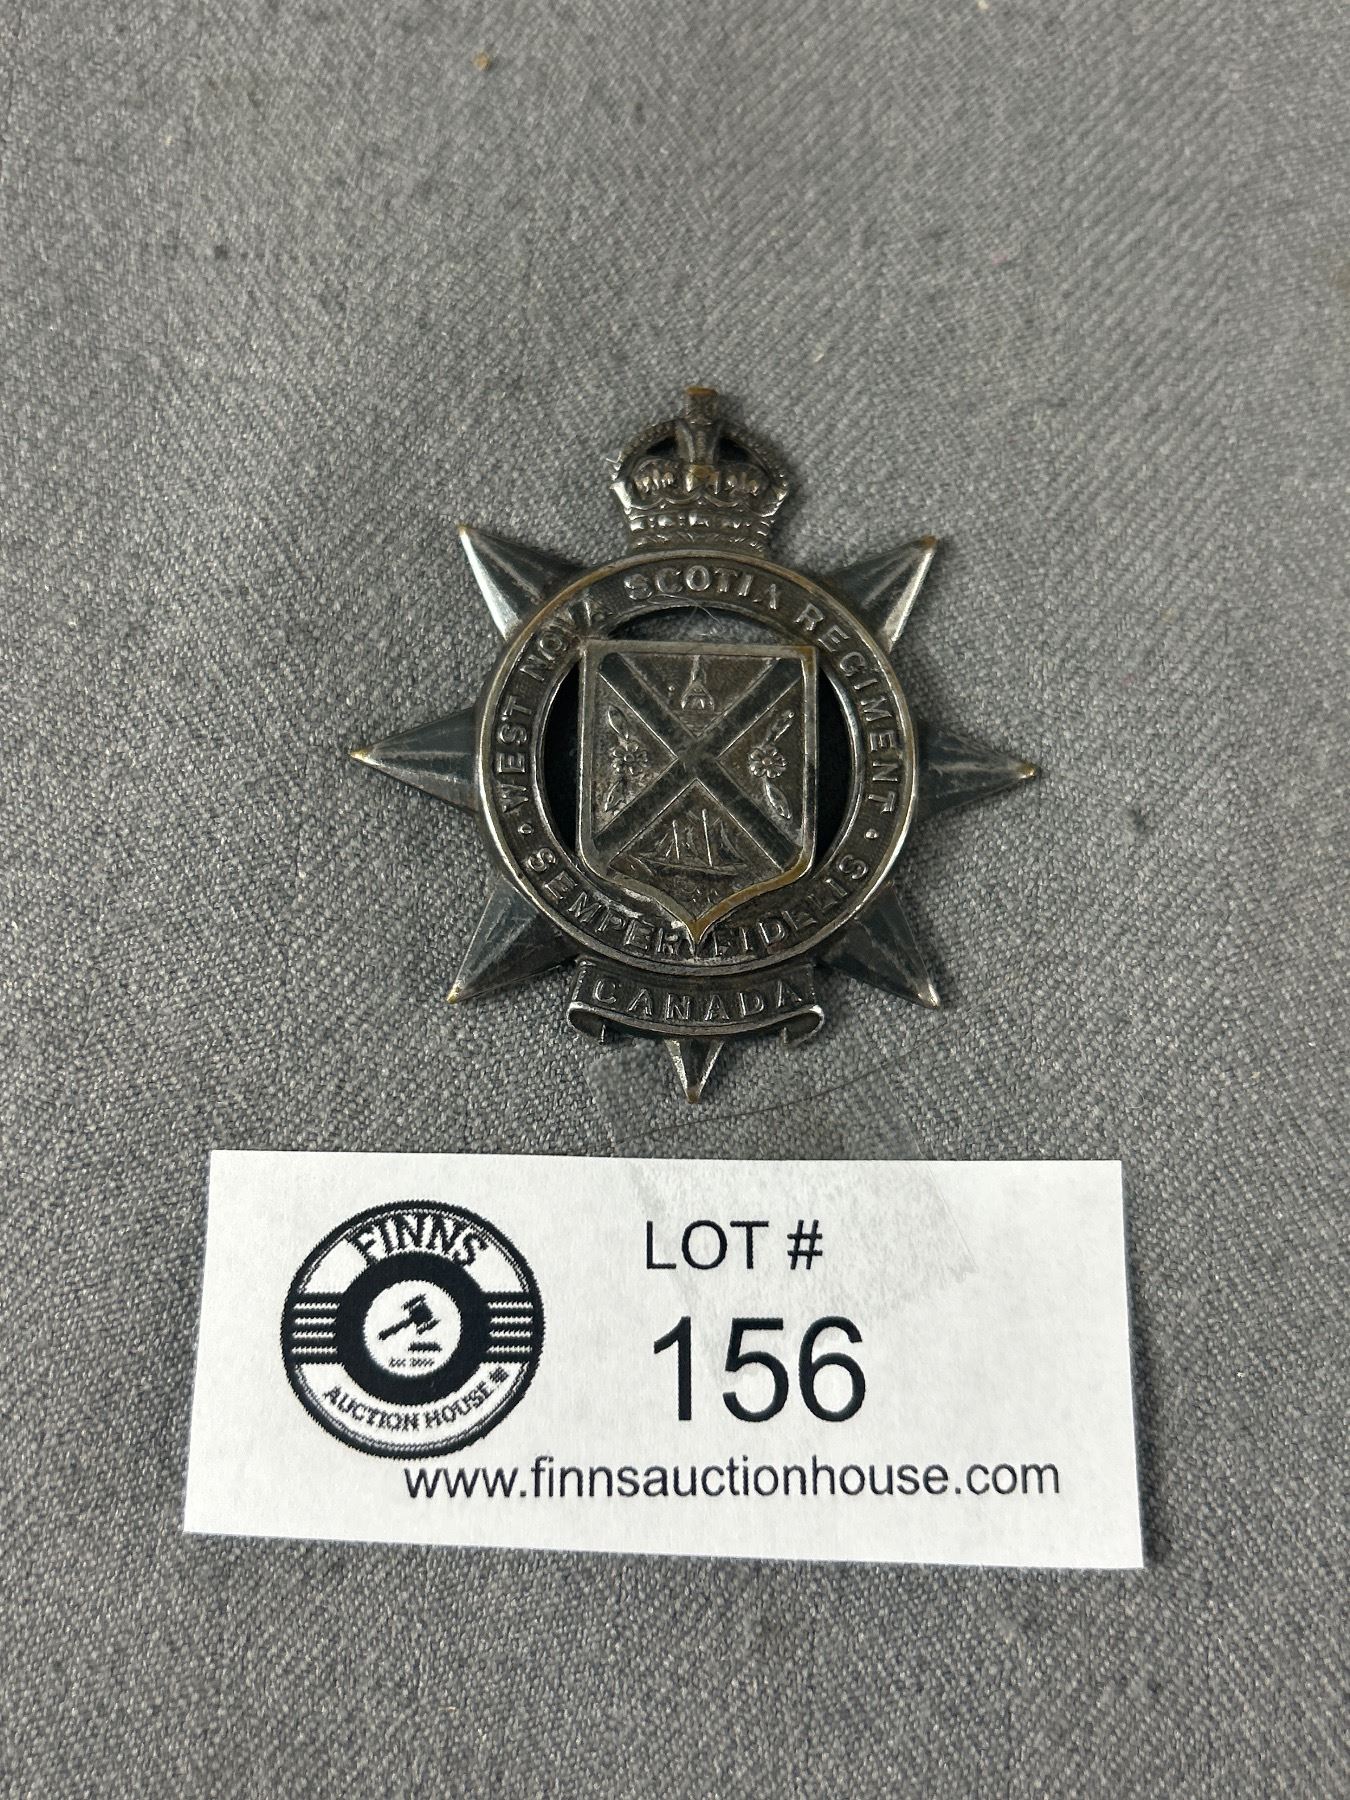 WEST NOVA SCOTIA REGIMENT
SEMPER FIDELIS
CANADA
FINNS
AUCTION HOUSE
LOT #
156
www.finnsauctionhouse.com